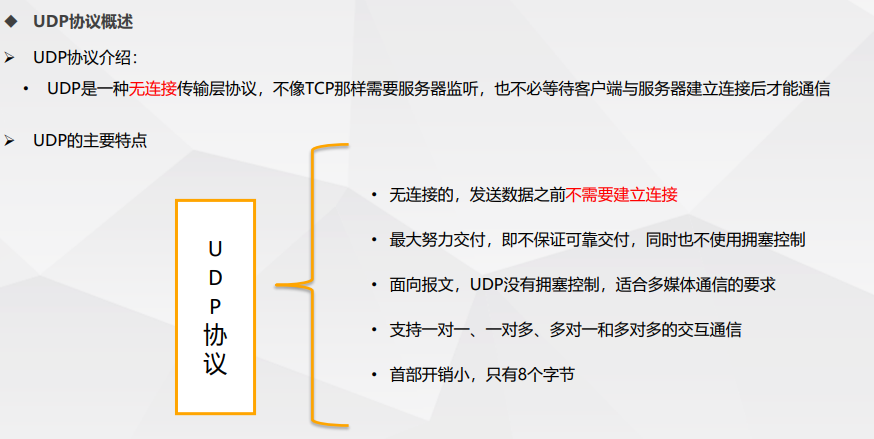 UDP协议概述
UDP协议介绍：
UDP是一种无连接传输层协议，不像TCP那样需要服务器监听，也不必等待客户端与服务器建立连接后才能通信
UDP的主要特点
UDP协议
无连接的，发送数据之前不需要建立连接
最大努力交付，即不保证可靠交付，同时也不使用拥塞控制
面向报文，UDP没有拥塞控制，适合多媒体通信的要求
支持一对一、一对多、多对一和多对多的交互通信
首部开销小，只有8个字节